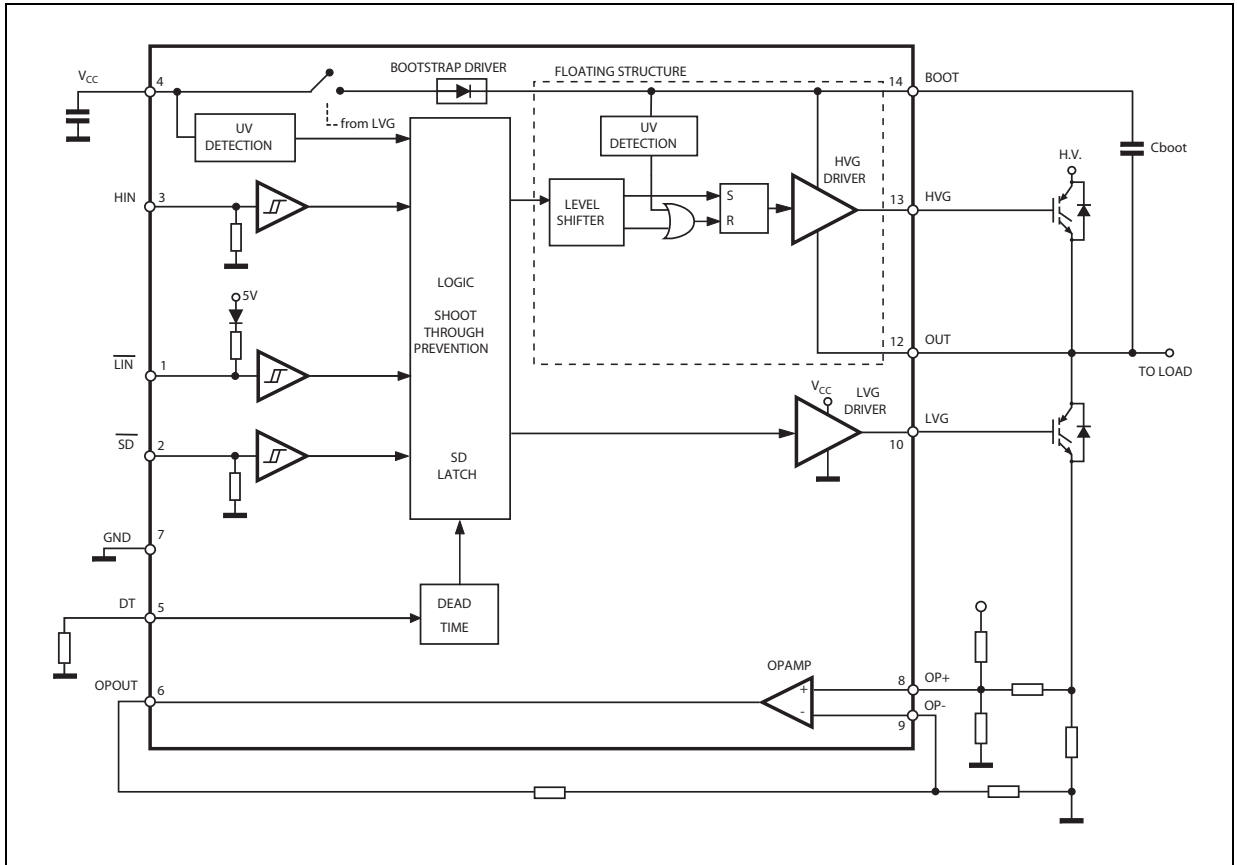 BOOTSTRAP DRIVER
FLOATING STRUCTURE
VCC
4
14
BOOT
from LVG
UV
DETECTION
UV
DETECTION
HVG
DRIVER
H.V.
Cboot
HIN
3
LEVEL
SHIFTER
S
R
13
HVG
LOGIC
SHOOT
THROUGH
PREVENTION
5V
12
OUT
TO LOAD
LIN
1
VCC
LVG
DRIVER
LVG
10
SD
2
SD
LATCH
GND
7
DT
5
DEAD
TIME
OPAMP
OPOUT
6
+
-
8
OP+
OP-
9